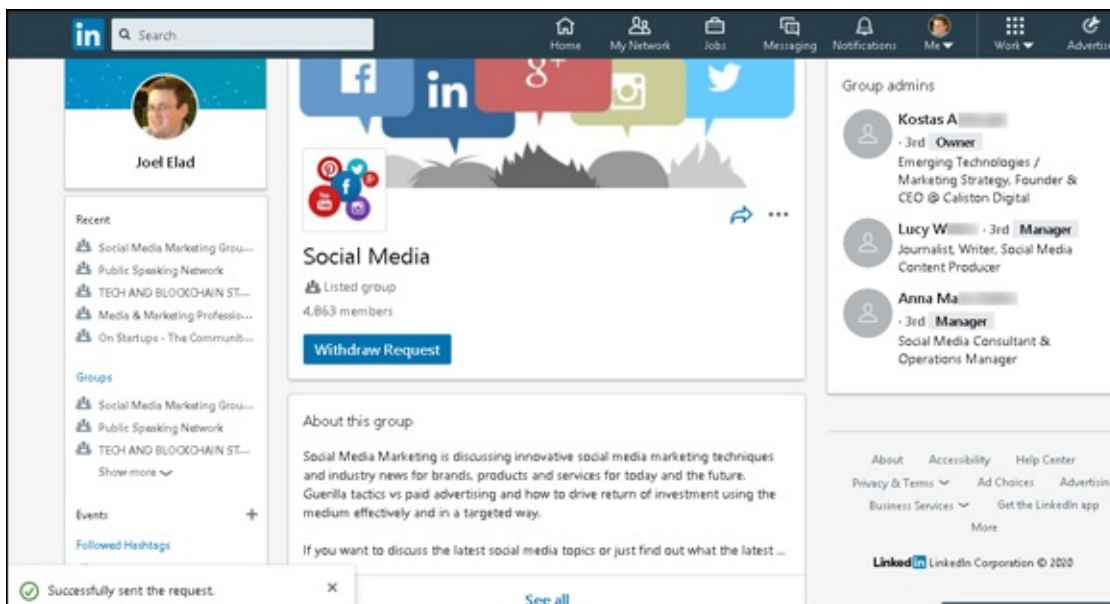 in
Search
Home
My Network
Jobs
Messaging
Notifications
Me
Work
Advertise
Joel Elad
Recent
Social Media Marketing Grou...
Public Speaking Network
TECH AND BLOCKCHAIN ST...
Media & Marketing Professio...
On Startups - The Communit...
Groups
Social Media Marketing Grou...
Public Speaking Network
TECH AND BLOCKCHAIN ST...
Show more
Events +
Followed Hashtags
Successfully sent the request.
f
in
g+
You
Tube
Social Media
Listed group
4,863 members
Withdraw Request
About this group
Social Media Marketing is discussing innovative social media marketing techniques
and industry news for brands, products and services for today and the future.
Guerilla tactics vs paid advertising and how to drive return of investment using the
medium effectively and in a targeted way.
If you want to discuss the latest social media topics or just find out what the latest ...
See all
Group admins
Kostas A
· 3rd Owner
Emerging Technologies /
Marketing Strategy, Founder &
CEO @ Caliston Digital
Lucy W · 3rd Manager
Journalist, Writer, Social Media
Content Producer
Anna Ma
· 3rd Manager
Social Media Consultant &
Operations Manager
About Accessibility Help Center
Privacy & Terms Ad Choices Advertising
Business Services Get the LinkedIn app
More
LinkedIn LinkedIn Corporation © 2020